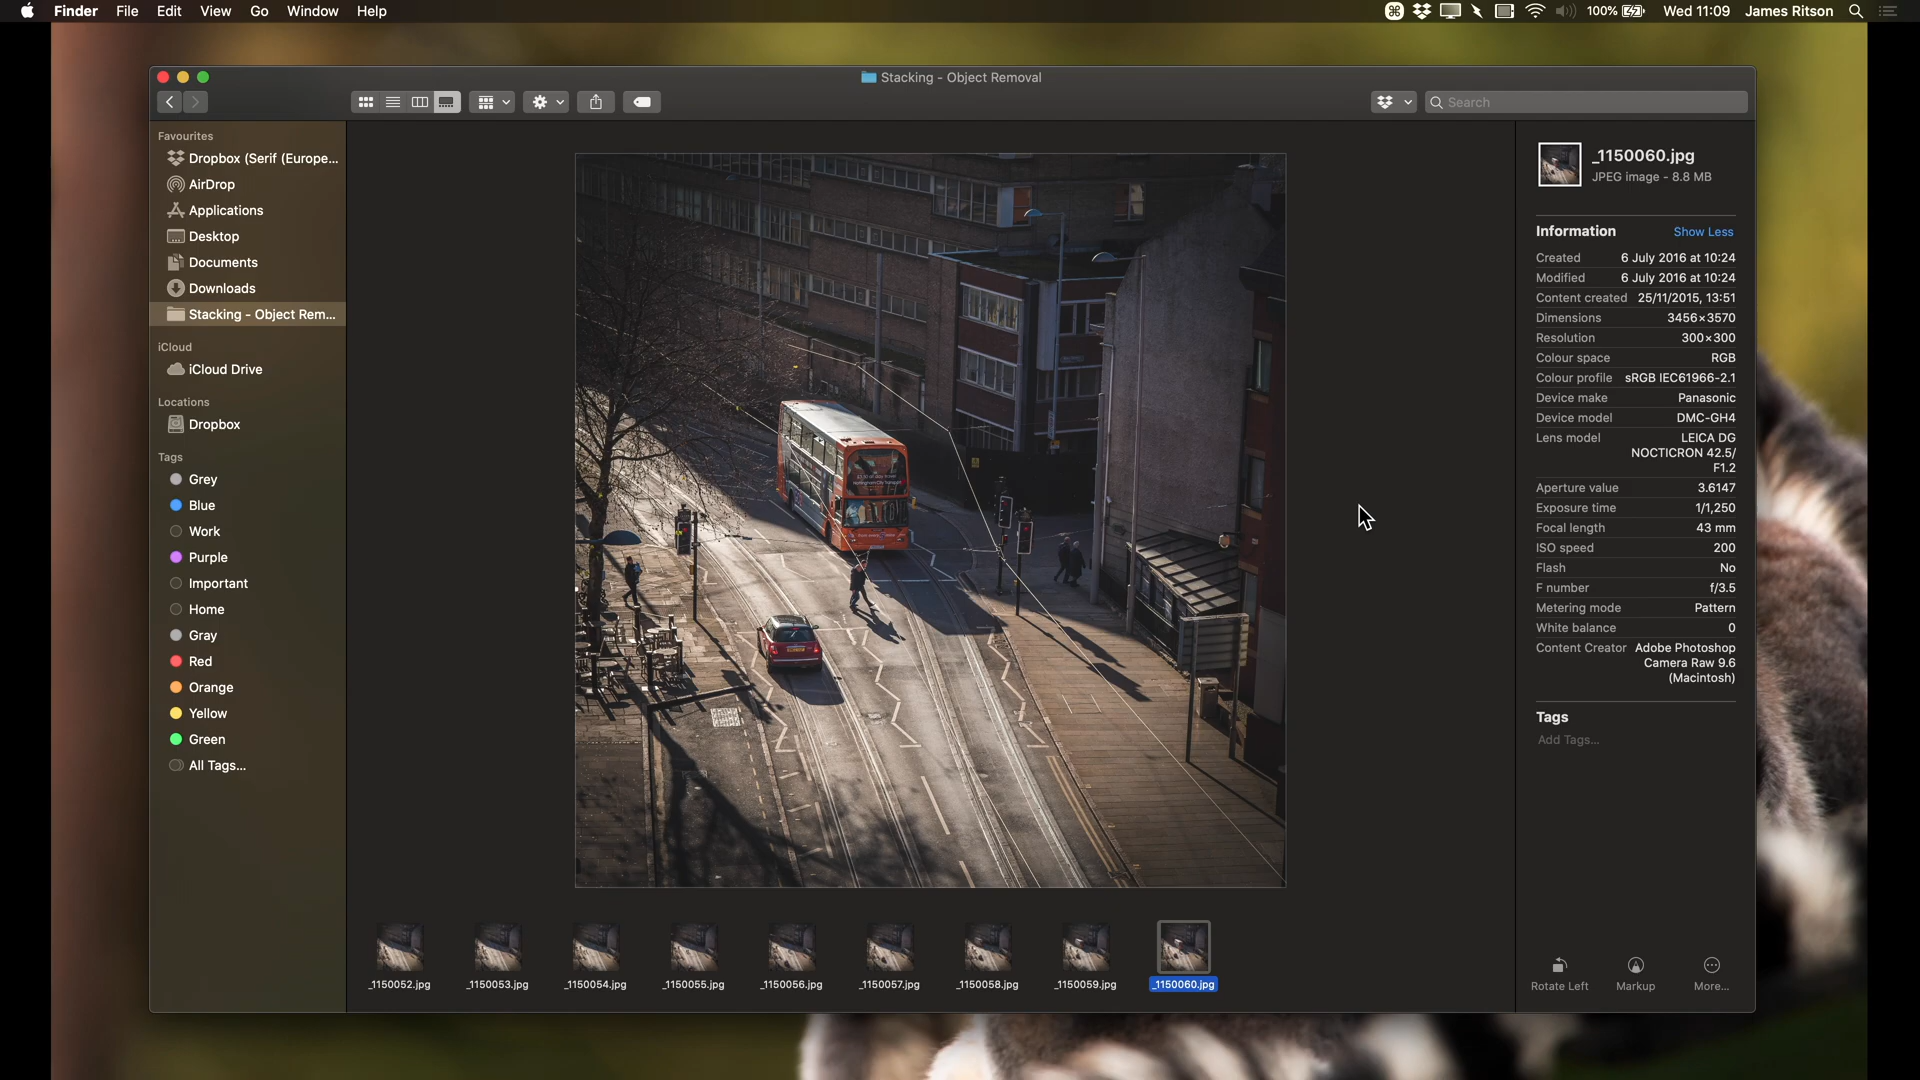 Finder File Edit View Go Window Help 100% Wed 11:09 James Ritson
Stacking - Object Removal
Search
Favourites
Dropbox (Serif (Europe...
AirDrop
Applications
Desktop
Documents
Downloads
Stacking - Object Rem...
iCloud
iCloud Drive
Locations
Dropbox
Tags
Grey
Blue
Work
Purple
Important
Home
Gray
Red
Orange
Yellow
Green
All Tags...
_1150052.jpg
_1150053.jpg
_1150054.jpg
_1150055.jpg
_1150056.jpg
_1150057.jpg
_1150058.jpg
_1150059.jpg
_1150060.jpg
_1150060.jpg
JPEG image - 8.8 MB
Information Show Less
Created 6 July 2016 at 10:24
Modified 6 July 2016 at 10:24
Content created 25/11/2015, 13:51
Dimensions 3456×3570
Resolution 300×300
Colour space RGB
Colour profile sRGB IEC61966-2.1
Device make Panasonic
Device model DMC-GH4
Lens model LEICA DG
NOCTICRON 42.5/
F1.2
Aperture value 3.6147
Exposure time 1/1,250
Focal length 43 mm
ISO speed 200
Flash No
F number f/3.5
Metering mode Pattern
White balance 0
Content Creator Adobe Photoshop
Camera Raw 9.6
(Macintosh)
Tags
Add Tags...
Rotate Left Markup More...